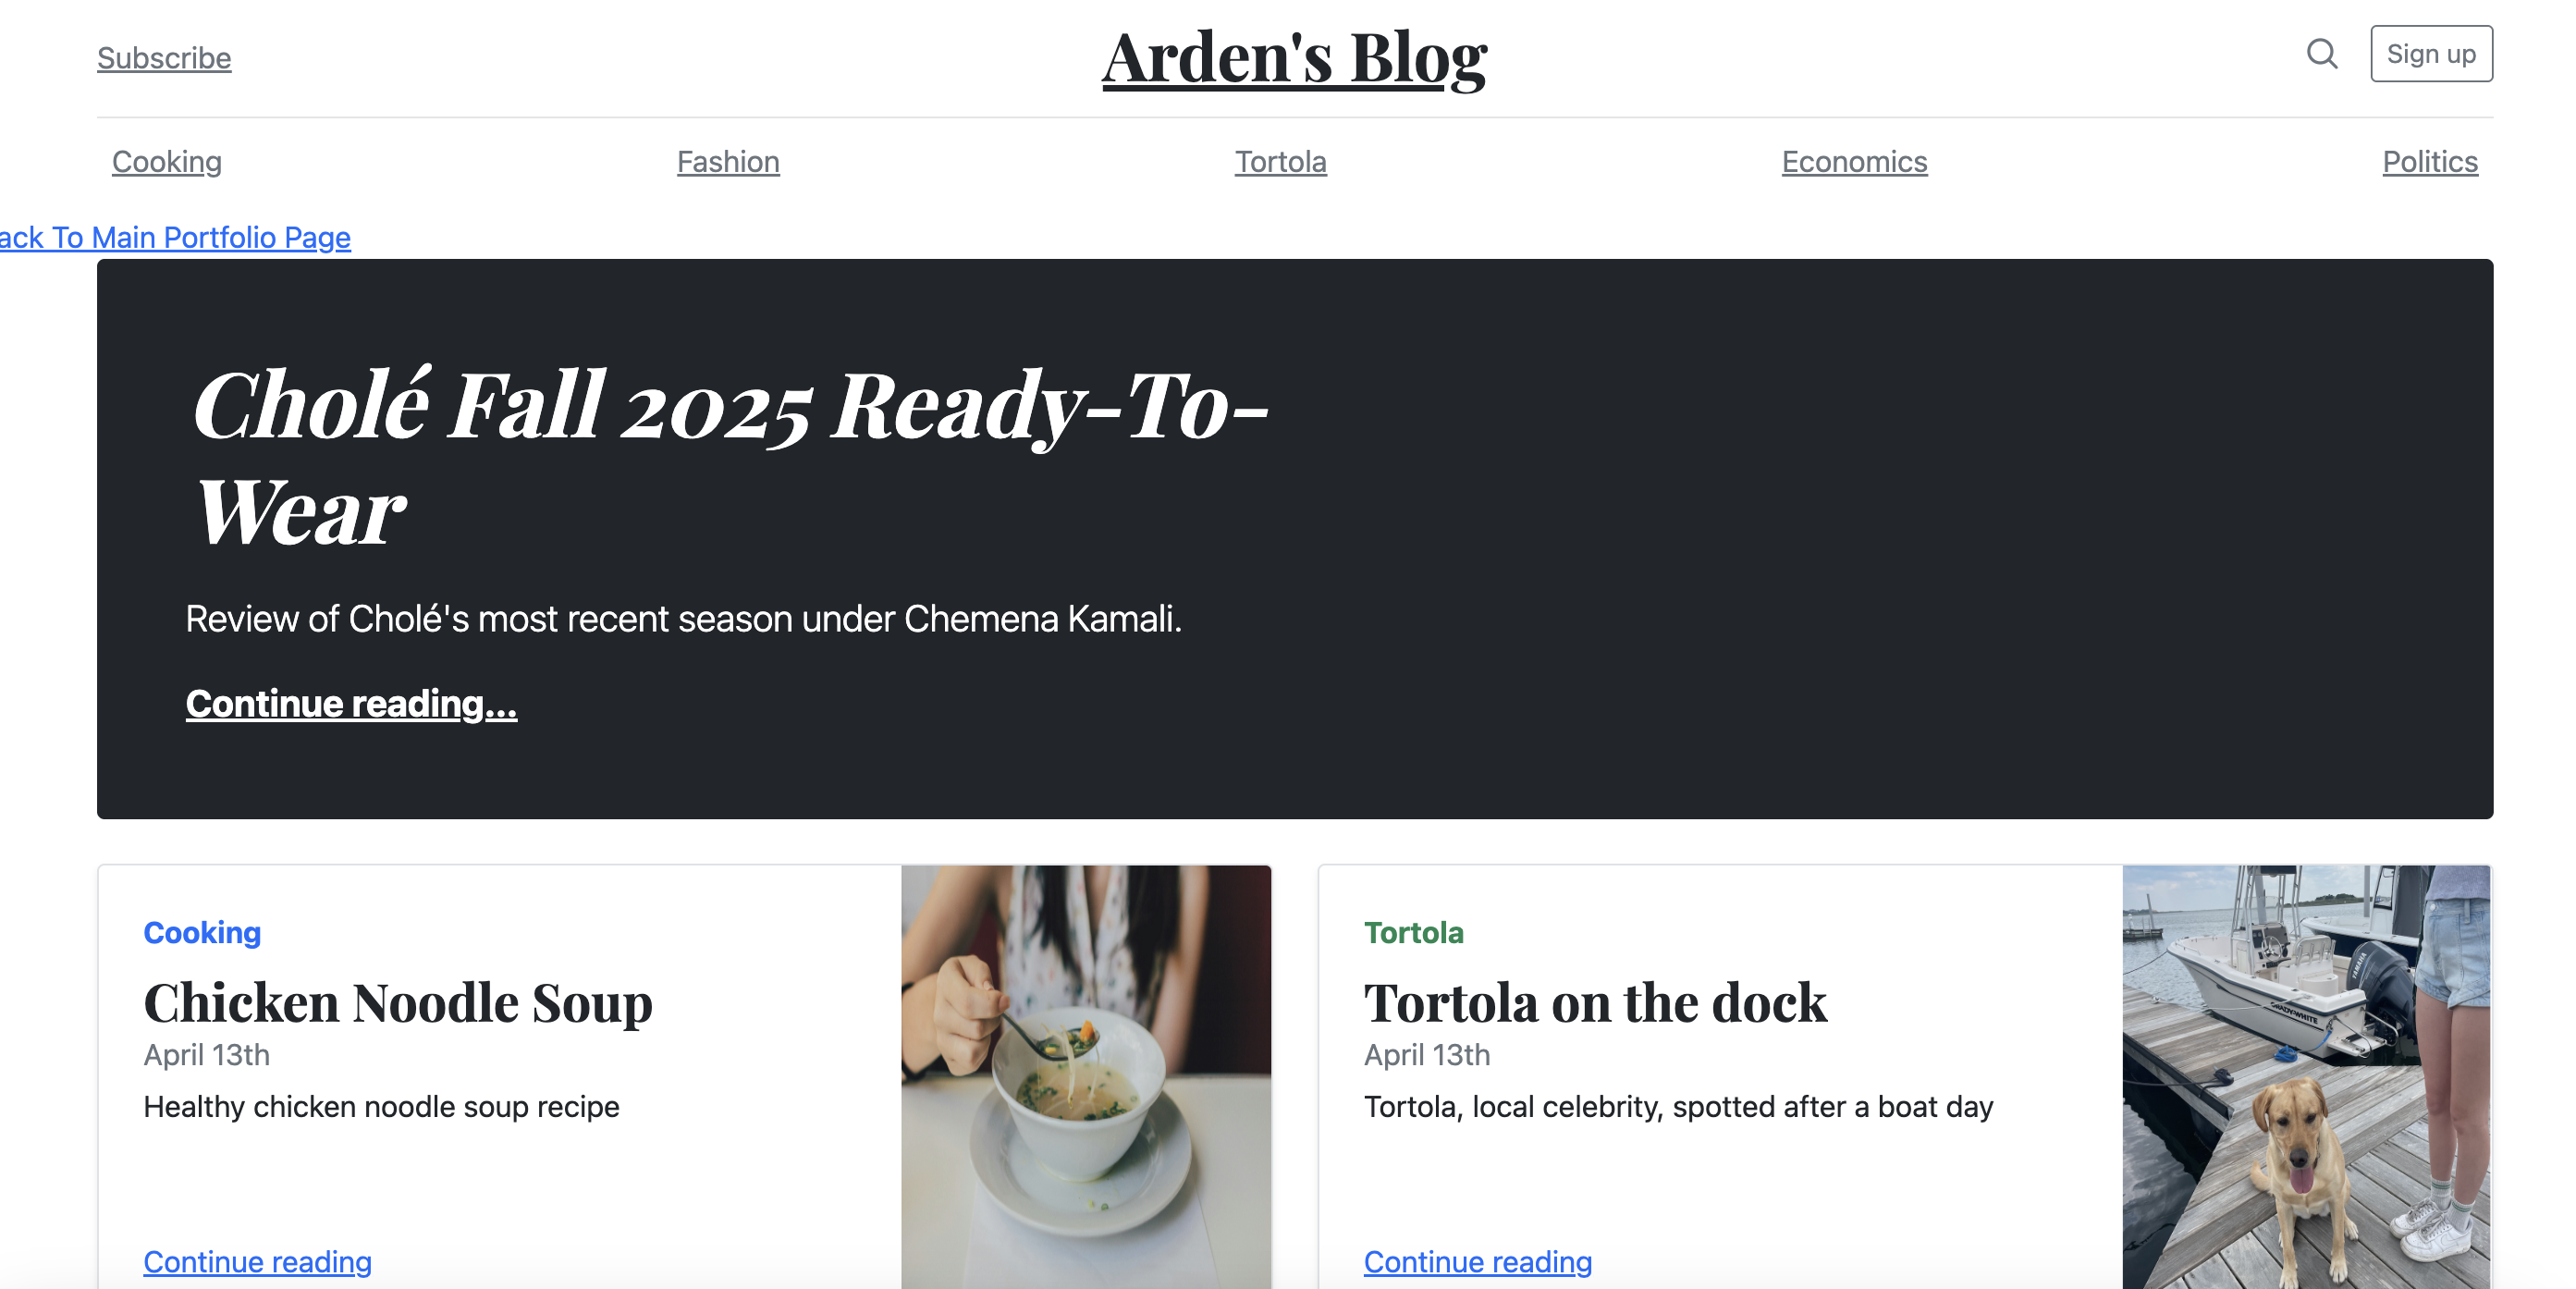 Subscribe
Arden's Blog
Sign up
Cooking
Fashion
Tortola
Economics
Politics
ack To Main Portfolio Page
Cholé Fall 2025 Ready-To-
Wear
Review of Cholé's most recent season under Chemena Kamali.
Continue reading...
Cooking
Chicken Noodle Soup
April 13th
Healthy chicken noodle soup recipe
Continue reading
Tortola
Tortola on the dock
April 13th
Tortola, local celebrity, spotted after a boat day
Continue reading
YAMAHA
GRADY-WHITE